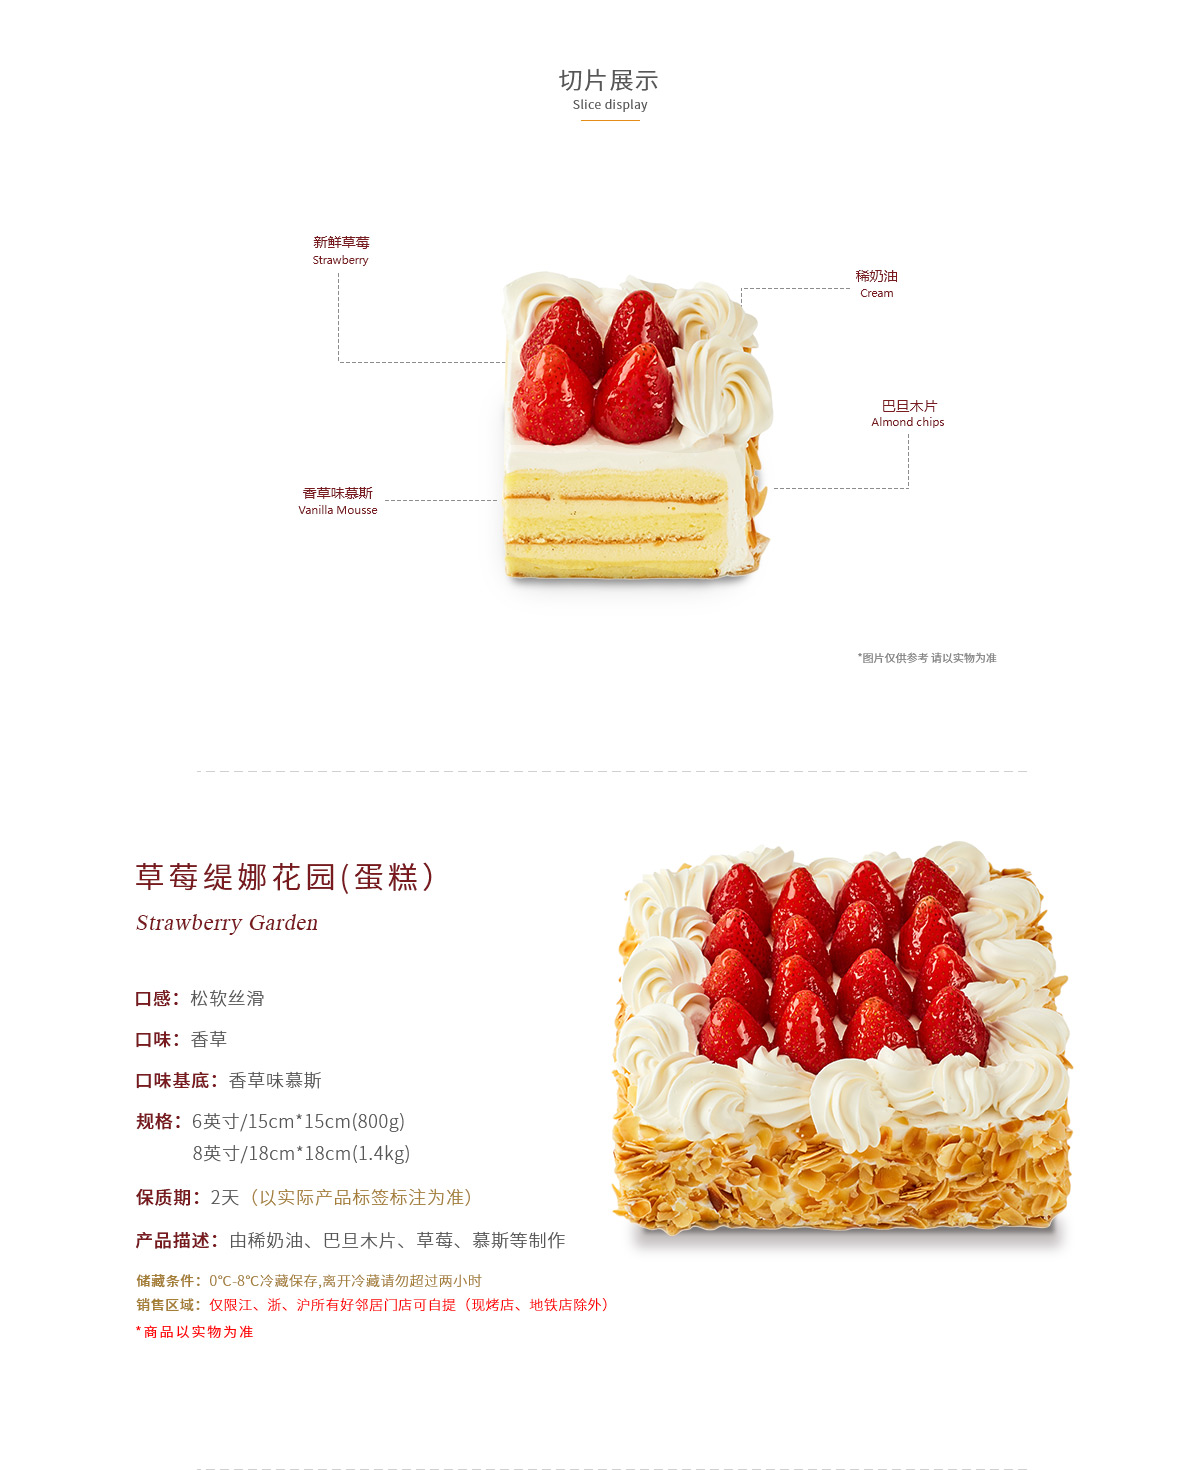 切片展示
Slice display
新鲜草莓
Strawberry
稀奶油
Cream
巴旦木片
Almond chips
香草味慕斯
Vanilla Mousse
*图片仅供参考 请以实物为准
草莓缇娜花园(蛋糕）
Strawberry Garden
口感：松软丝滑
口味：香草
口味基底：香草味慕斯
规格：6英寸/15cm*15cm(800g)
8英寸/18cm*18cm(1.4kg)
保质期：2天（以实际产品标签标注为准）
产品描述：由稀奶油、巴旦木片、草莓、慕斯等制作
储藏条件：0℃-8℃冷藏保存,离开冷藏请勿超过两小时
销售区域：仅限江、浙、沪所有好邻居门店可自提（现烤店、地铁店除外）
*商品以实物为准